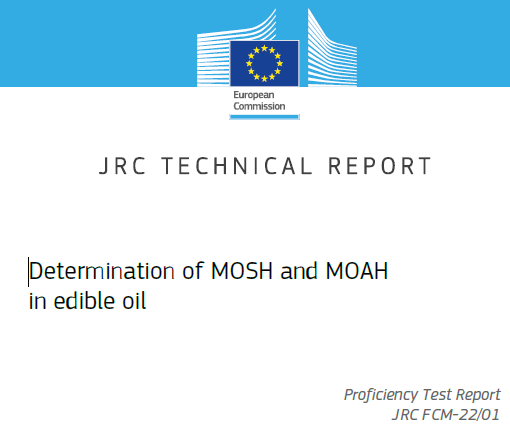 European
Commission
JRC TECHNICAL REPORT
Determination of MOSH and MOAH
in edible oil
Proficiency Test Report
JRC FCM-22/01